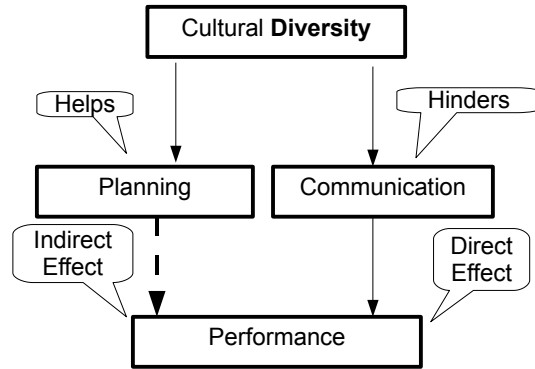 Cultural Diversity
Helps
Hinders
Planning
Communication
Indirect
Effect
Direct
Effect
Performance